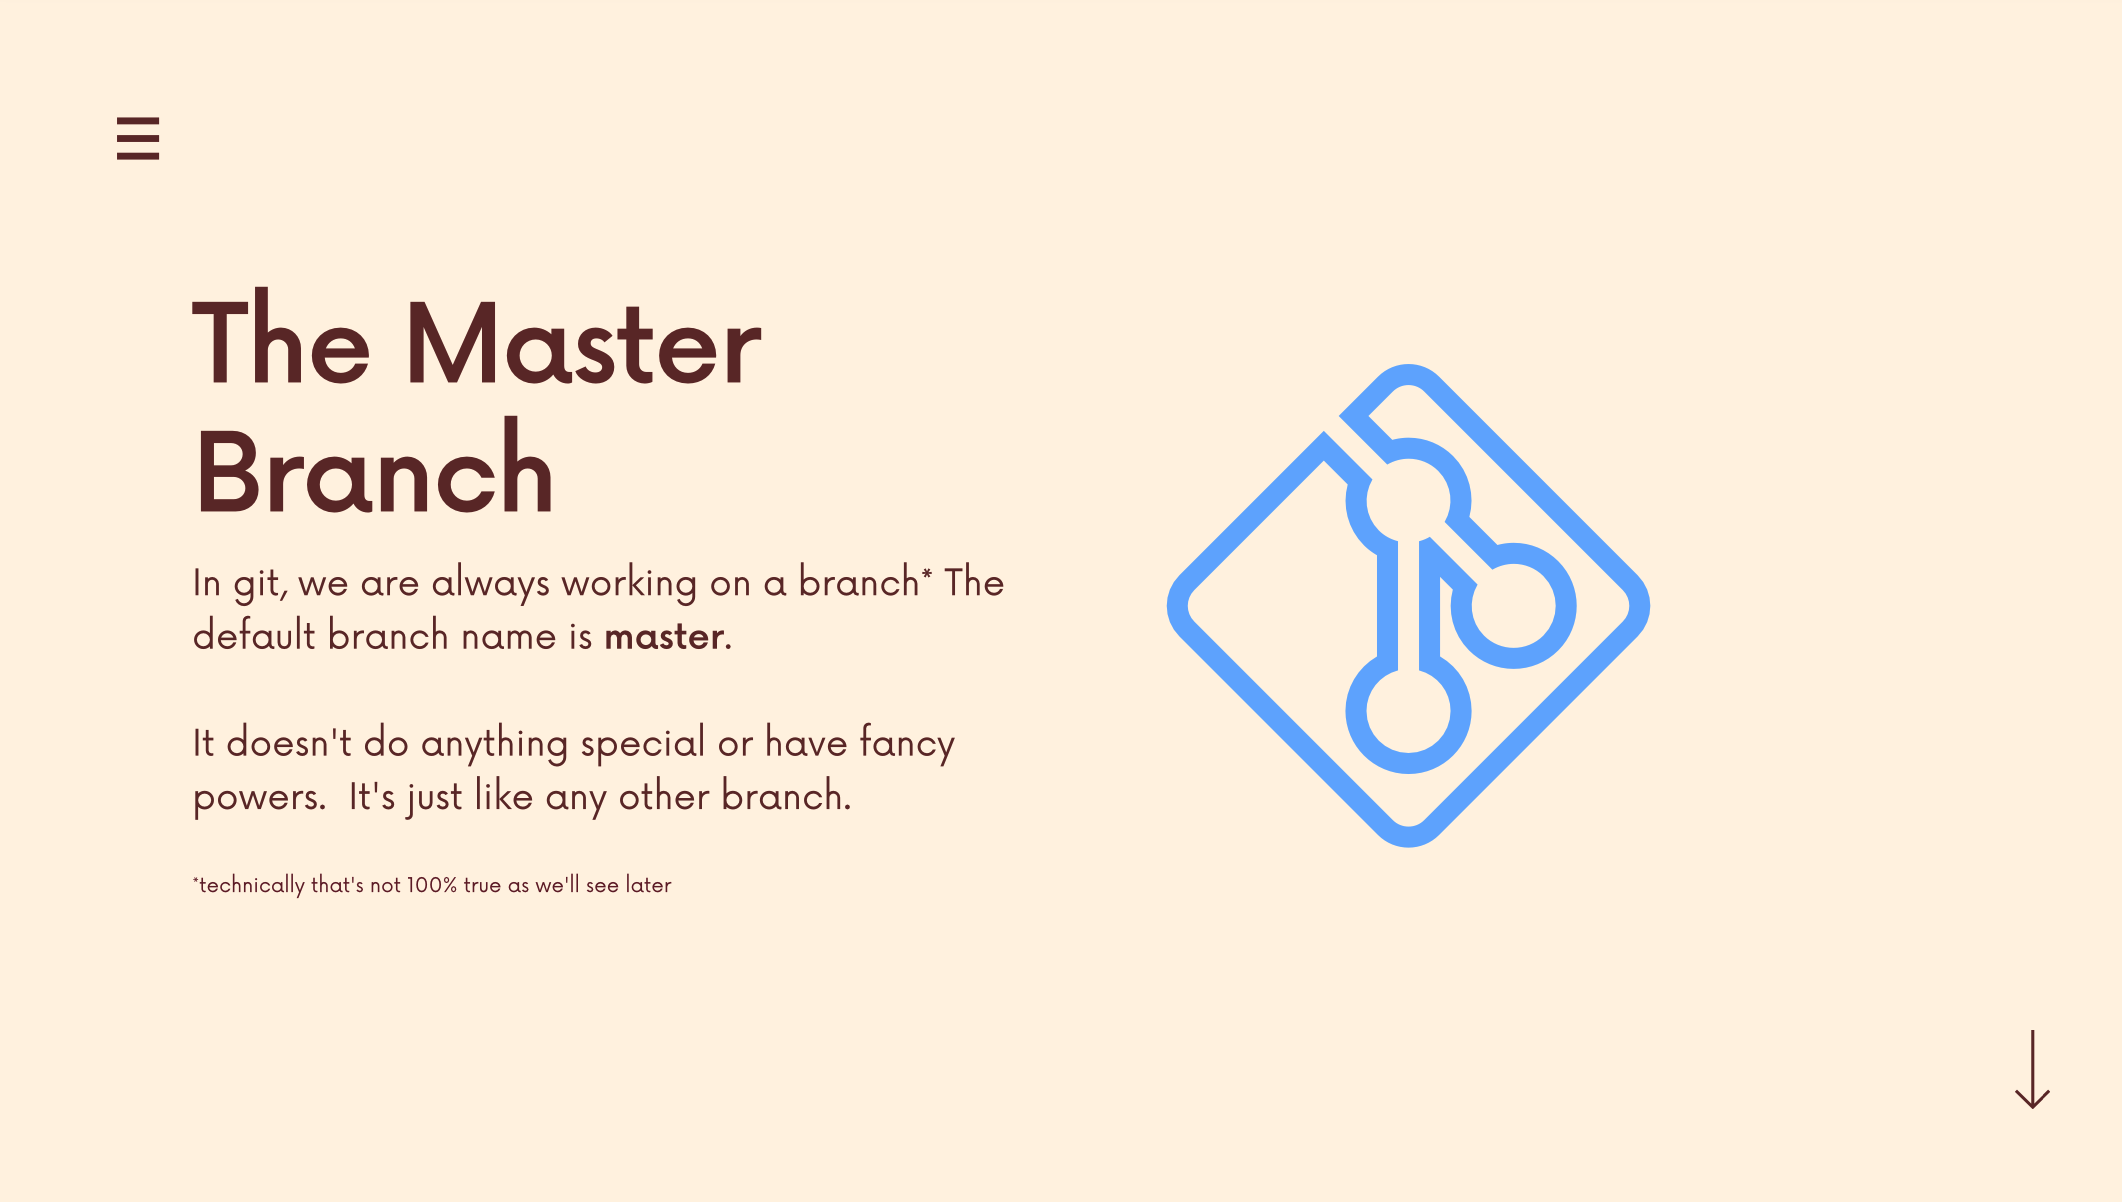 The Master
Branch
In git, we are always working on a branch* The
default branch name is master.
It doesn't do anything special or have fancy
powers.  It's just like any other branch.
*technically that's not 100% true as we'll see later